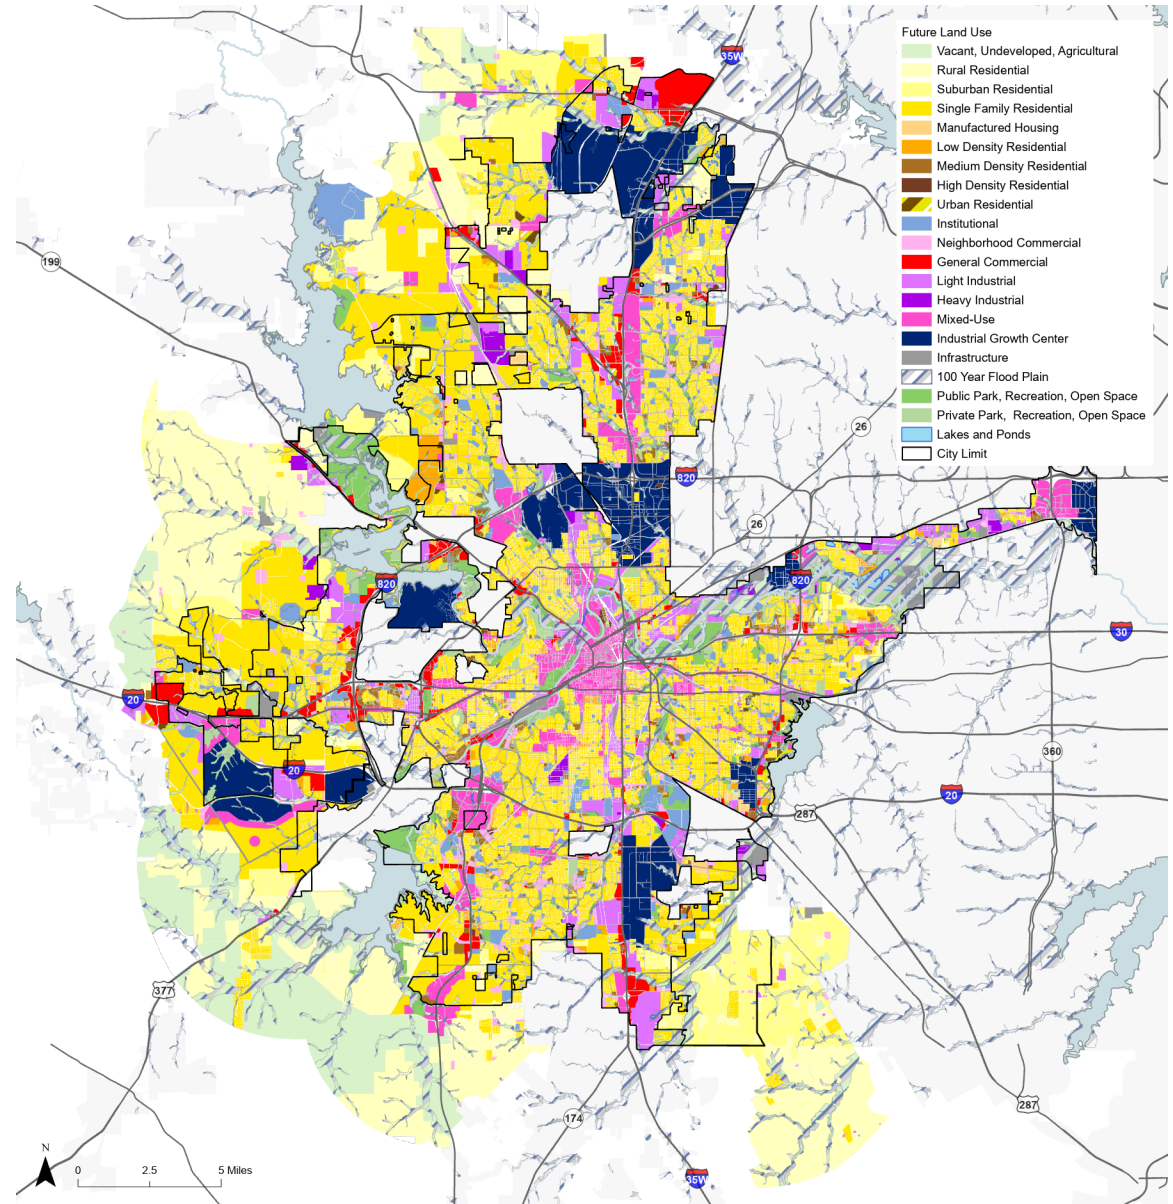 Future Land Use
Vacant, Undeveloped, Agricultural
Rural Residential
Suburban Residential
Single Family Residential
Manufactured Housing
Low Density Residential
Medium Density Residential
High Density Residential
Urban Residential
Institutional
Neighborhood Commercial
General Commercial
Light Industrial
Heavy Industrial
Mixed-Use
Industrial Growth Center
Infrastructure
100 Year Flood Plain
Public Park, Recreation, Open Space
Private Park, Recreation, Open Space
Lakes and Ponds
City Limit
35W
199
26
820
26
820
820
30
20
360
20
20
287
377
287
174
35W
N
0 2.5 5 Miles